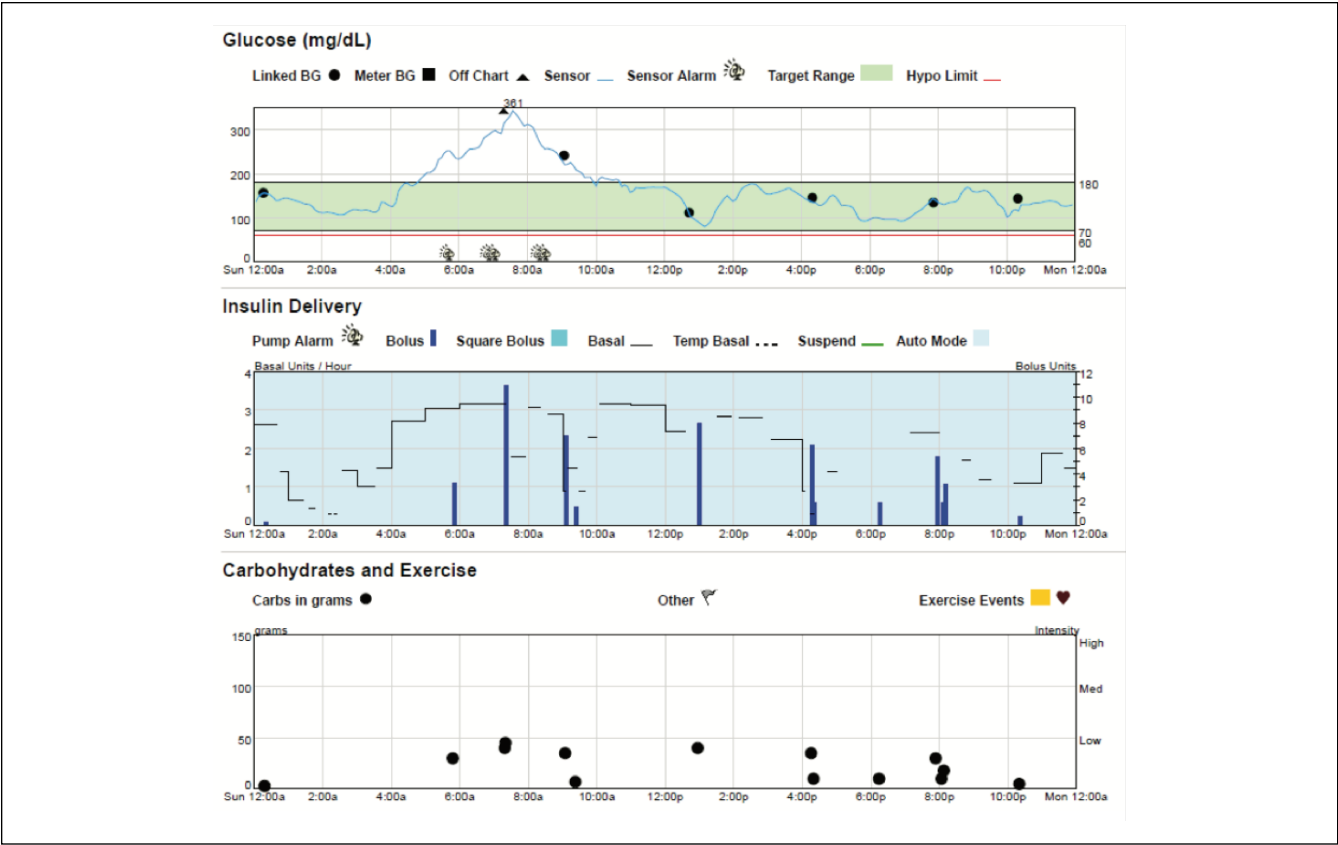 Glucose (mg/dL)
Linked BG Meter BG Off Chart Sensor Sensor Alarm Target Range Hypo Limit
361
300
200
180
100
70
60
0
Sun 12:00a 2:00a 4:00a 6:00a 8:00a 10:00a 12:00p 2:00p 4:00p 6:00p 8:00p 10:00p Mon 12:00a
Insulin Delivery
Pump Alarm Bolus Square Bolus Basal Temp Basal Suspend Auto Mode
Basal Units / Hour Bolus Units
4 12
3 10
8
2 6
4
1 2
0 0
Sun 12:00a 2:00a 4:00a 6:00a 8:00a 10:00a 12:00p 2:00p 4:00p 6:00p 8:00p 10:00p Mon 12:00a
Carbohydrates and Exercise
Carbs in grams Other Exercise Events
grams Intensity
150 High
100 Med
50 Low
0
Sun 12:00a 2:00a 4:00a 6:00a 8:00a 10:00a 12:00p 2:00p 4:00p 6:00p 8:00p 10:00p Mon 12:00a